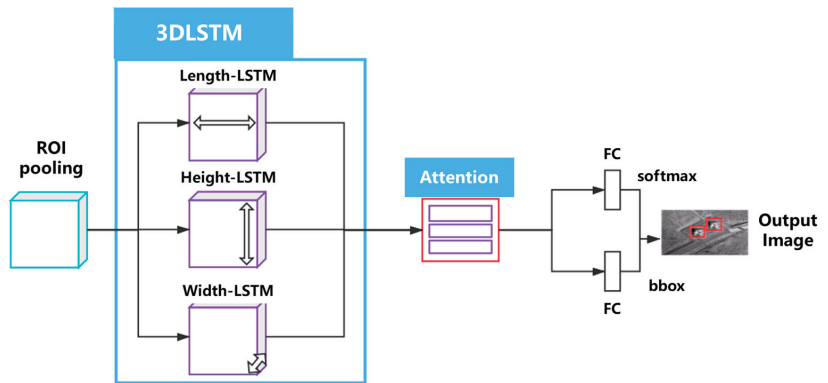 3DLSTM
Length-LSTM
ROI
pooling
Height-LSTM
Width-LSTM
Attention
FC
softmax
Output
Image
bbox
FC